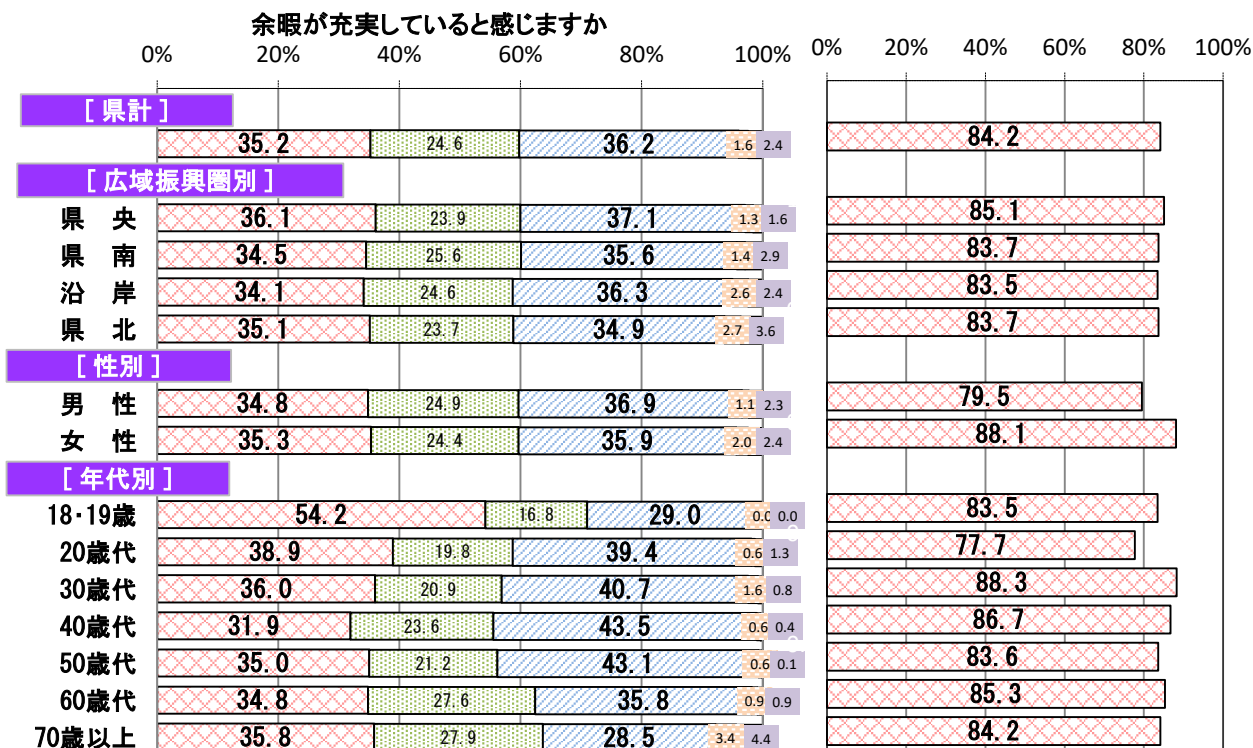 余暇が充実していると感じますか
0% 20% 40% 60% 80% 100% 0% 20% 40% 60% 80% 100%
[ 県計 ]
35.2 24.6 36.2 1.6 2.4 84.2
[ 広域振興圏別 ]
県 央 36.1 23.9 37.1 1.3 1.6 85.1
県 南 34.5 25.6 35.6 1.4 2.9 83.7
沿 岸 34.1 24.6 36.3 2.6 2.4 83.5
県 北 35.1 23.7 34.9 2.7 3.6 83.7
[ 性別 ]
男 性 34.8 24.9 36.9 1.1 2.3 79.5
女 性 35.3 24.4 35.9 2.0 2.4 88.1
[ 年代別 ]
18・19歳 54.2 16.8 29.0 0.0 0.0 83.5
20歳代 38.9 19.8 39.4 0.6 1.3 77.7
30歳代 36.0 20.9 40.7 1.6 0.8 88.3
40歳代 31.9 23.6 43.5 0.6 0.4 86.7
50歳代 35.0 21.2 43.1 0.6 0.1 83.6
60歳代 34.8 27.6 35.8 0.9 0.9 85.3
70歳以上 35.8 27.9 28.5 3.4 4.4 84.2